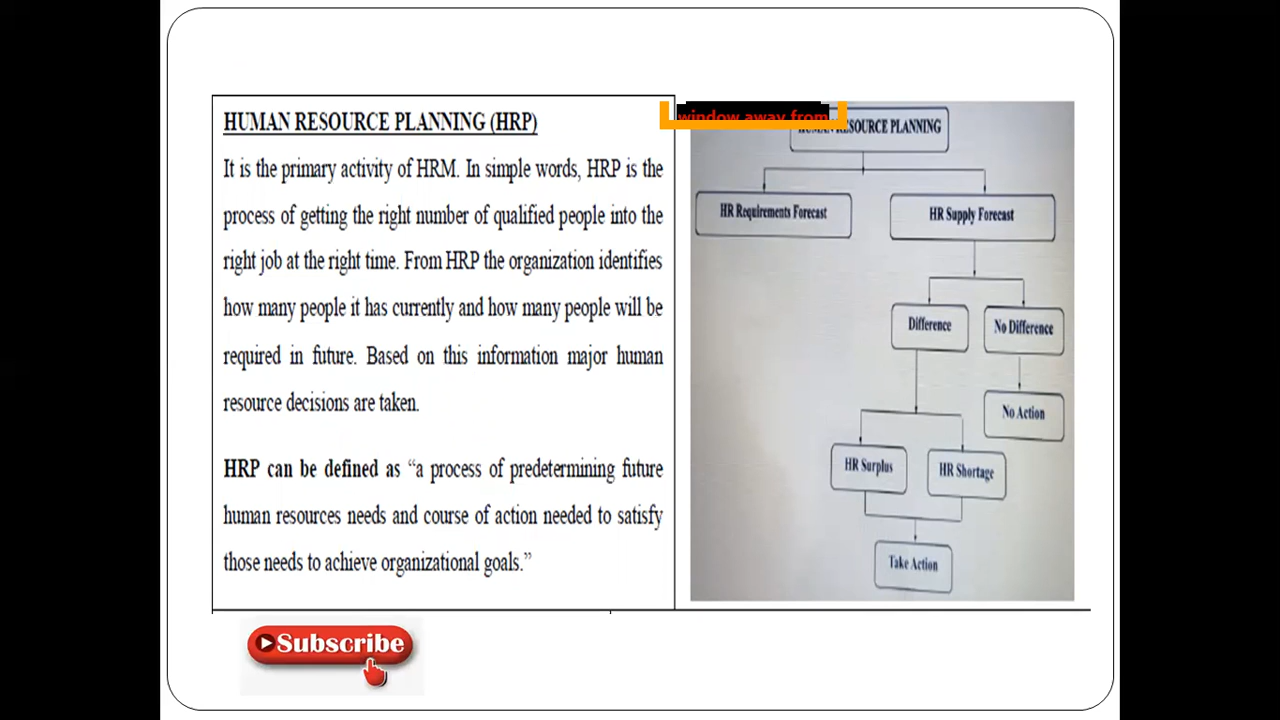 HUMAN RESOURCE PLANNING (HRP)
It is the primary activity of HRM. In simple words, HRP is the
process of getting the right number of qualified people into the
right job at the right time. From HRP the organization identifies
how many people it has currently and how many people will be
required in future. Based on this information major human
resource decisions are taken.
HRP can be defined as “a process of predetermining future
human resources needs and course of action needed to satisfy
those needs to achieve organizational goals.”
window away from
RESOURCE PLANNING
HR Requirements Forecast
HR Supply Forecast
Difference
No Difference
No Action
HR Surplus
HR Shortage
Take Action
Subscribe